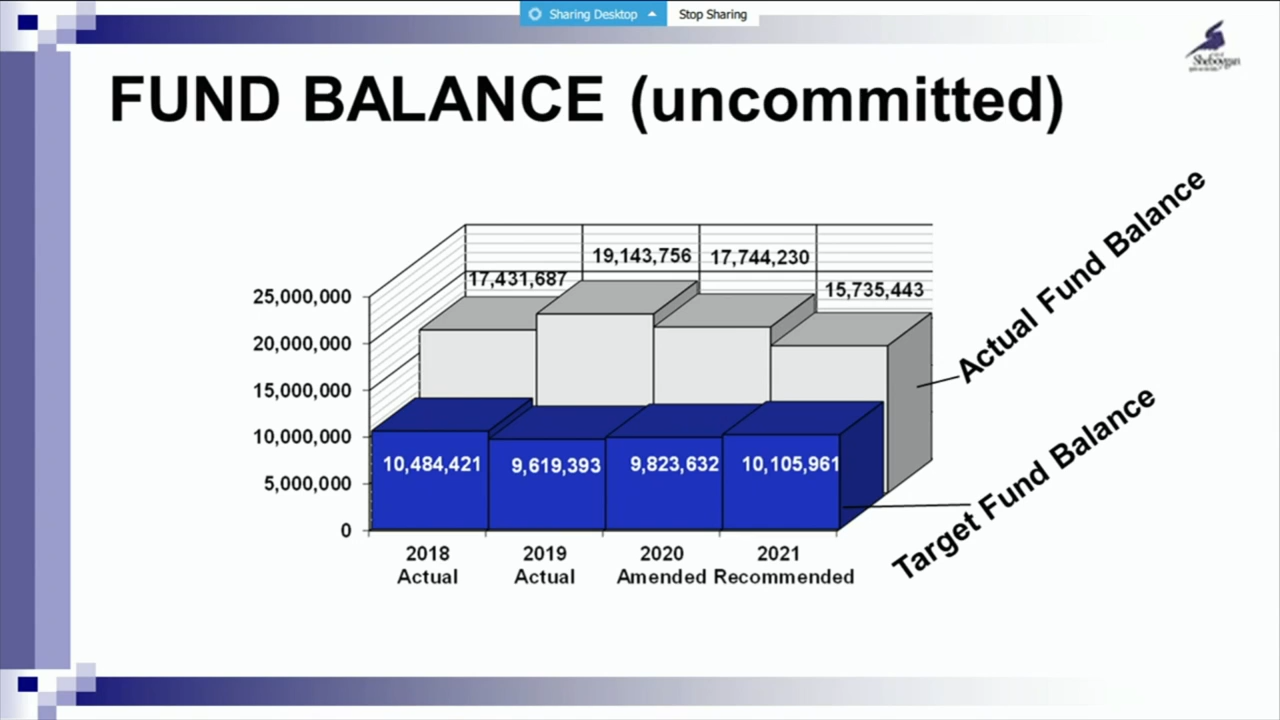 Sharing Desktop
Stop Sharing
Sheboygan
FUND BALANCE (uncommitted)
25,000,000
20,000,000
15,000,000
10,000,000
5,000,000
0
17,431,687
19,143,756
17,744,230
15,735,443
10,484,421
9,619,393
9,823,632
10,105,961
2018
Actual
2019
Actual
2020
Amended
2021
Recommended
Actual Fund Balance
Target Fund Balance